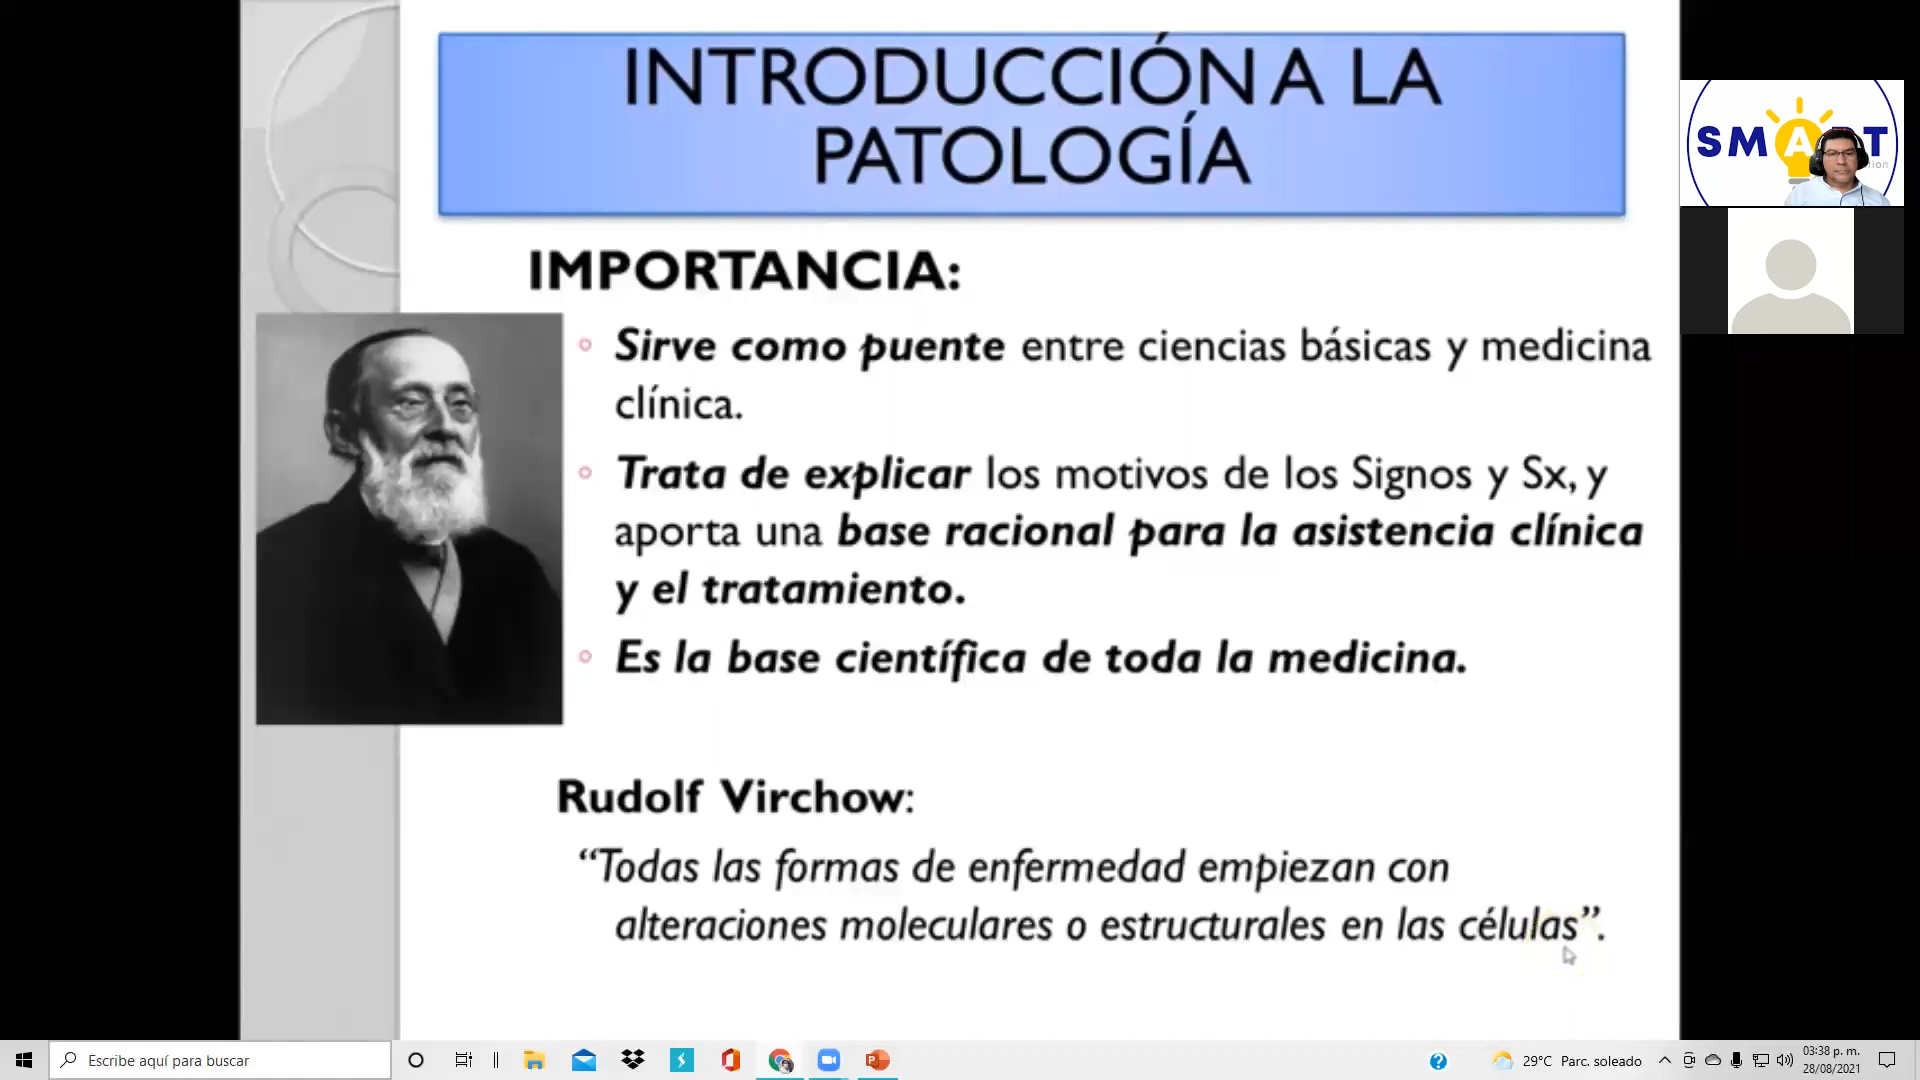 INTRODUCCIÓN A LA
PATOLOGÍA
IMPORTANCIA:
Sirve como puente entre ciencias básicas y medicina
clínica.
Trata de explicar los motivos de los Signos y Sx, y
aporta una base racional para la asistencia clínica
y el tratamiento.
Es la base científica de toda la medicina.
Rudolf Virchow:
“Todas las formas de enfermedad empiezan con
alteraciones moleculares o estructurales en las células”.
SMART
Escribe aquí para buscar
29°C Parc. soleado
03:38 p. m.
28/08/2021